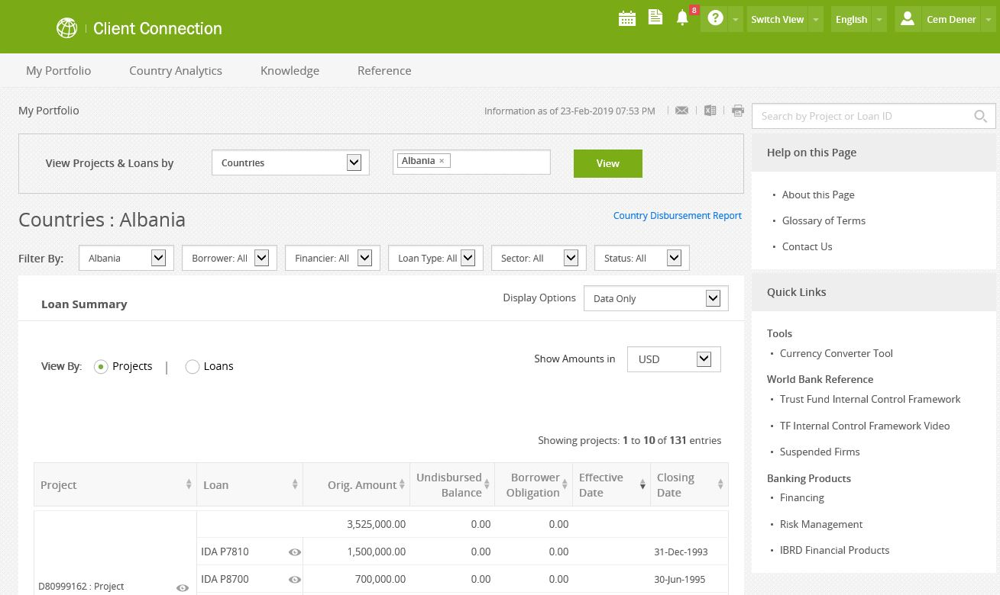 Client Connection
8
?
Switch View
English
Cem Dener
My Portfolio
Country Analytics
Knowledge
Reference
My Portfolio
Information as of 23-Feb-2019 07:53 PM
Search by Project or Loan ID
View Projects & Loans by
Countries
Albania ×
View
Countries : Albania
Country Disbursement Report
Filter By:
Albania
Borrower: All
Financier: All
Loan Type: All
Sector: All
Status: All
Loan Summary
Display Options
Data Only
View By:
Projects
|
Loans
Show Amounts in
USD
Showing projects: 1 to 10 of 131 entries
Project
Loan
Orig. Amount
Undisbursed
Balance
Borrower
Obligation
Effective
Date
Closing
Date
3,525,000.00 0.00 0.00
IDA P7810 1,500,000.00 0.00 0.00 31-Dec-1993
IDA P8700 700,000.00 0.00 0.00 30-Jun-1995
D80999162 : Project
Help on this Page
• About this Page
• Glossary of Terms
• Contact Us
Quick Links
Tools
• Currency Converter Tool
World Bank Reference
• Trust Fund Internal Control Framework
• TF Internal Control Framework Video
• Suspended Firms
Banking Products
• Financing
• Risk Management
• IBRD Financial Products